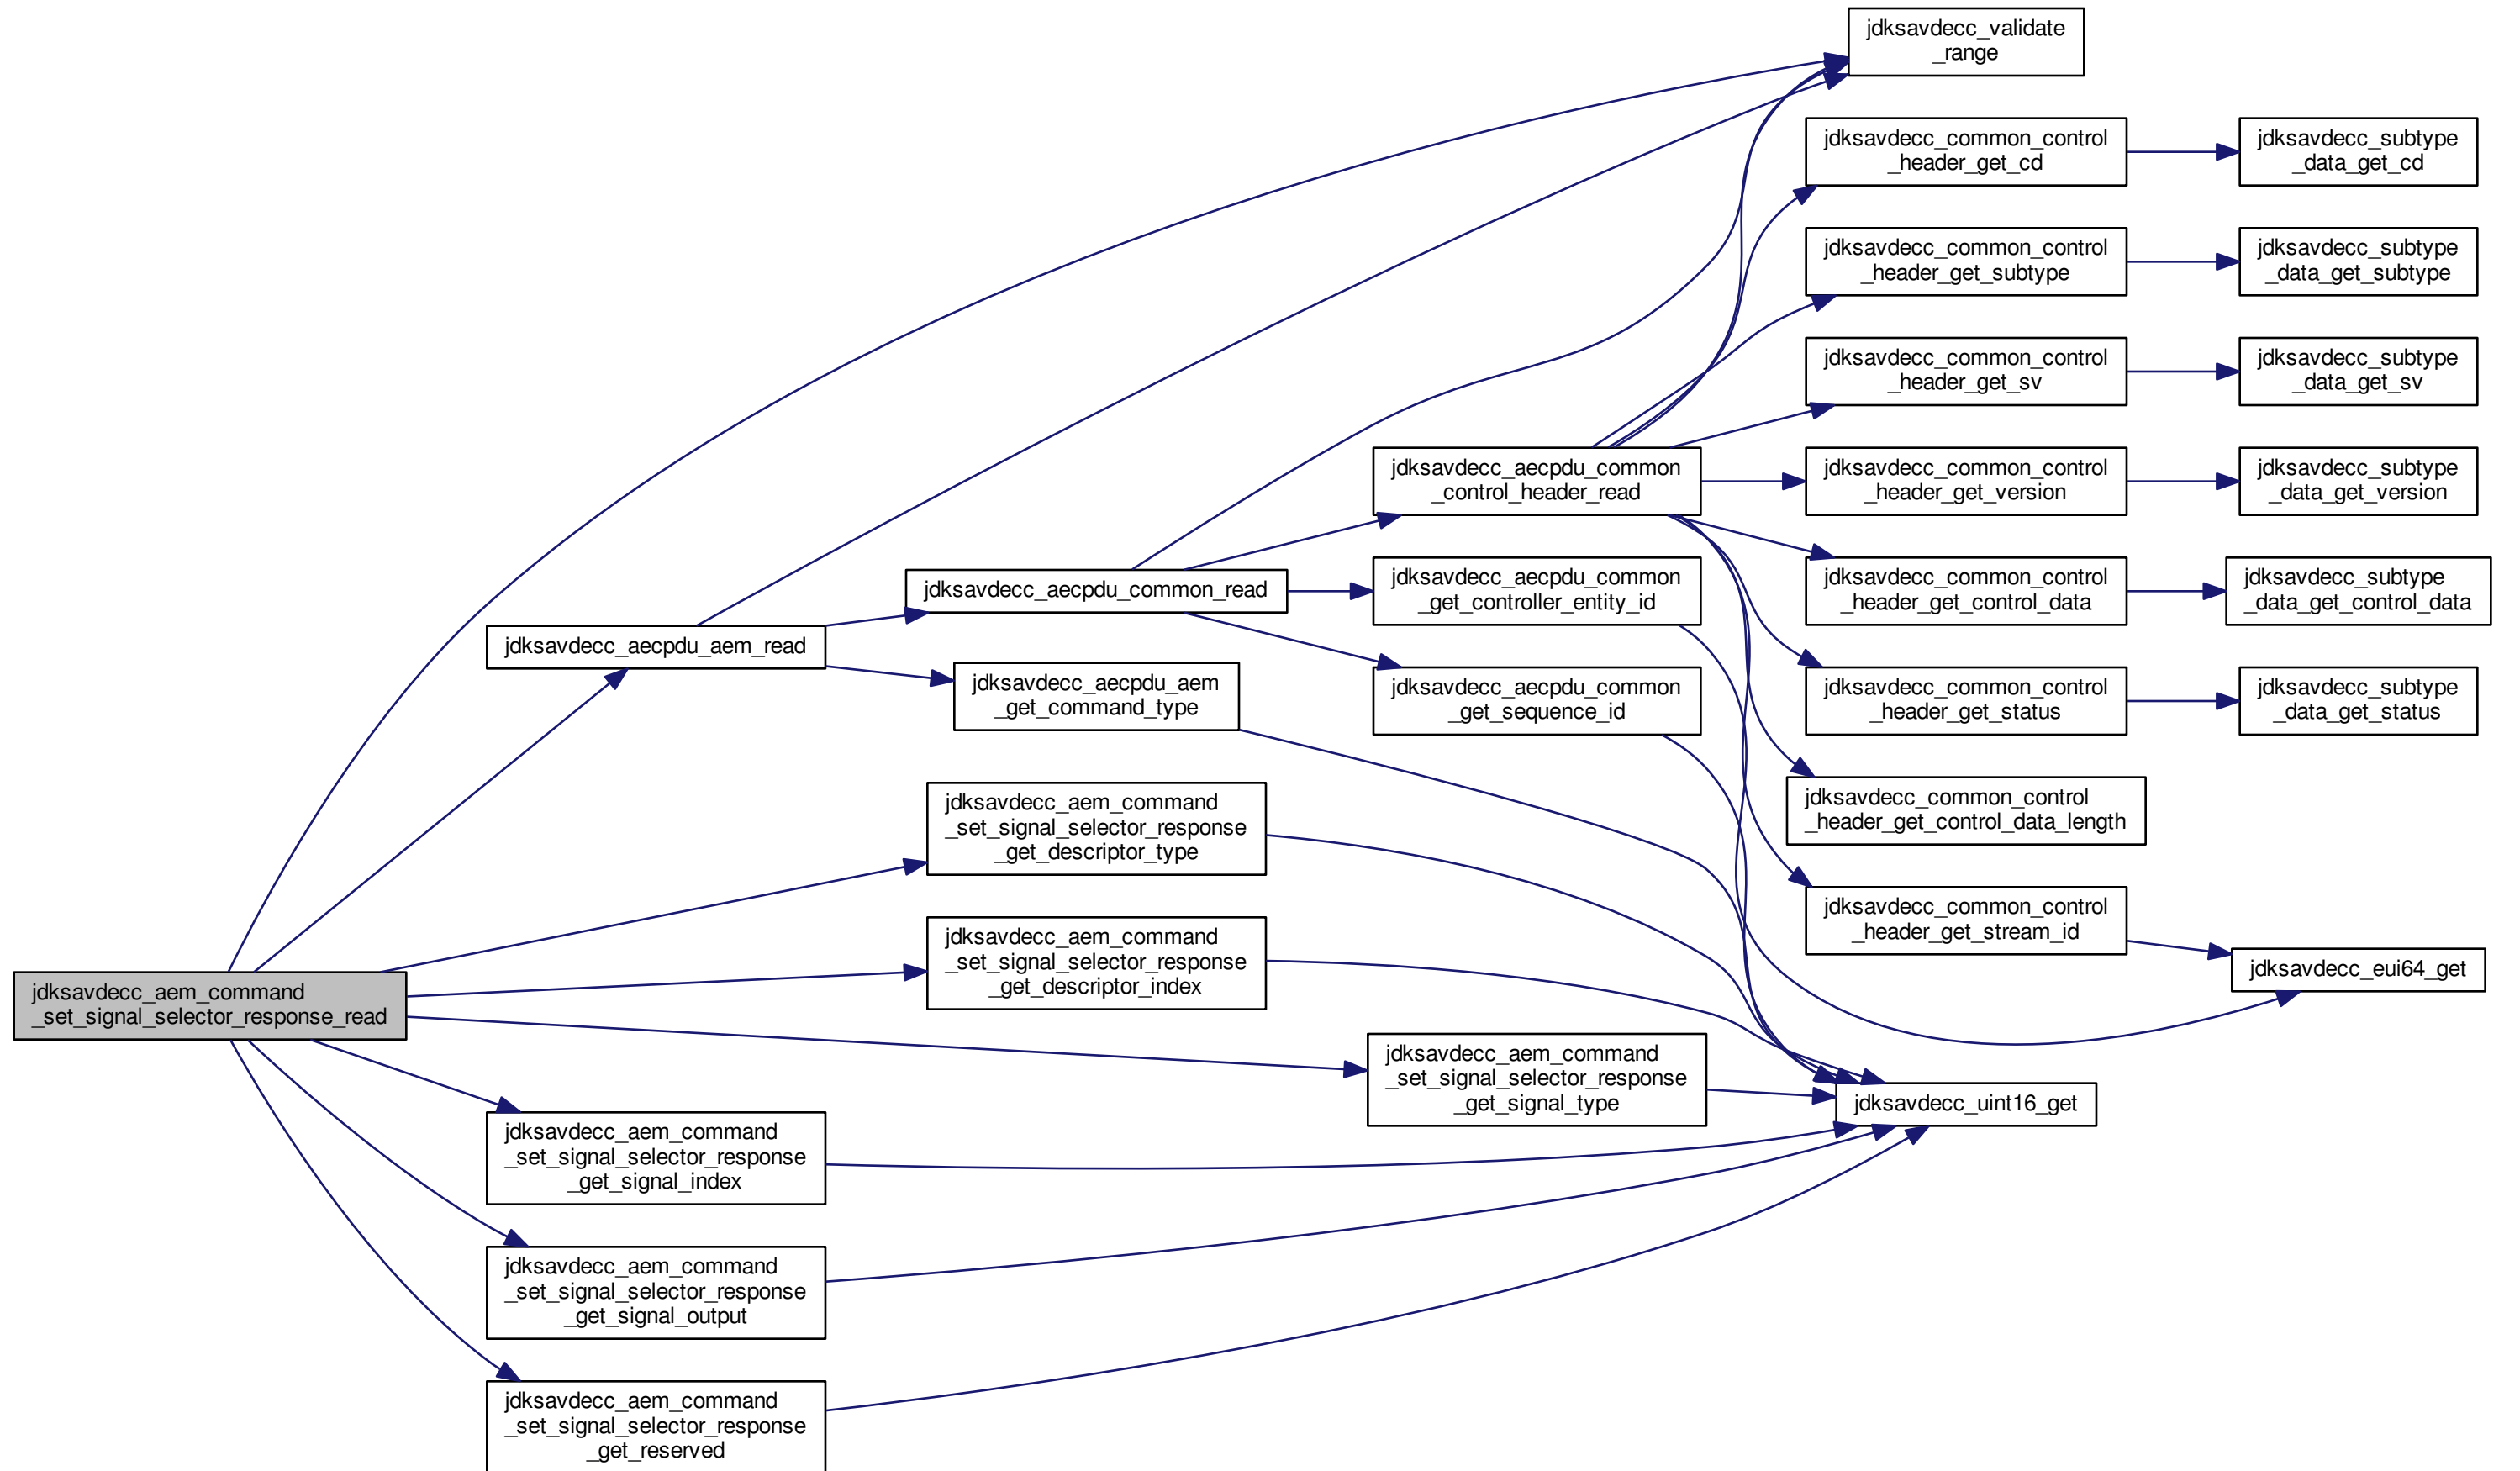 jdksavdecc_aem_command
_set_signal_selector_response_read
jdksavdecc_aecpdu_aem_read
jdksavdecc_aem_command
_set_signal_selector_response
_get_signal_index
jdksavdecc_aem_command
_set_signal_selector_response
_get_signal_output
jdksavdecc_aem_command
_set_signal_selector_response
_get_reserved
jdksavdecc_aecpdu_common_read
jdksavdecc_aecpdu_aem
_get_command_type
jdksavdecc_aem_command
_set_signal_selector_response
_get_descriptor_type
jdksavdecc_aem_command
_set_signal_selector_response
_get_descriptor_index
jdksavdecc_aecpdu_common
_control_header_read
jdksavdecc_aecpdu_common
_get_controller_entity_id
jdksavdecc_aecpdu_common
_get_sequence_id
jdksavdecc_aem_command
_set_signal_selector_response
_get_signal_type
jdksavdecc_validate
_range
jdksavdecc_common_control
_header_get_cd
jdksavdecc_common_control
_header_get_subtype
jdksavdecc_common_control
_header_get_sv
jdksavdecc_common_control
_header_get_version
jdksavdecc_common_control
_header_get_control_data
jdksavdecc_common_control
_header_get_status
jdksavdecc_common_control
_header_get_control_data_length
jdksavdecc_common_control
_header_get_stream_id
jdksavdecc_uint16_get
jdksavdecc_subtype
_data_get_cd
jdksavdecc_subtype
_data_get_subtype
jdksavdecc_subtype
_data_get_sv
jdksavdecc_subtype
_data_get_version
jdksavdecc_subtype
_data_get_control_data
jdksavdecc_subtype
_data_get_status
jdksavdecc_eui64_get